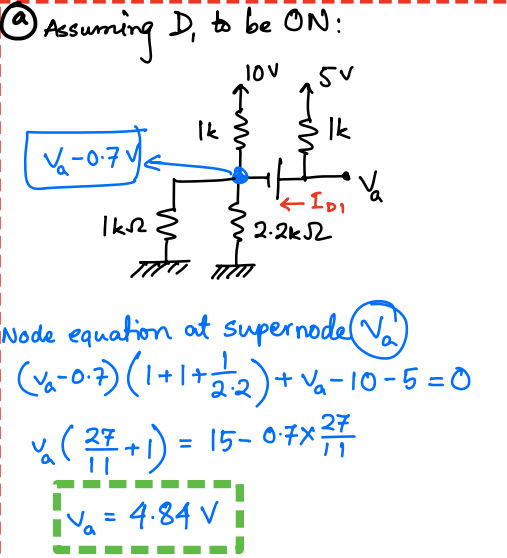 (a) Assuming D₁ to be ON:
10V 5V
1k 1k
Va-0.7V
Va
← I D1
1kΩ 2.2kΩ
Node equation at supernode Va
(Va-0.7)(1+1+1/2.2)+Va-10-5=0
Va(27/11+1) = 15-0.7×27/11
Va = 4.84 V